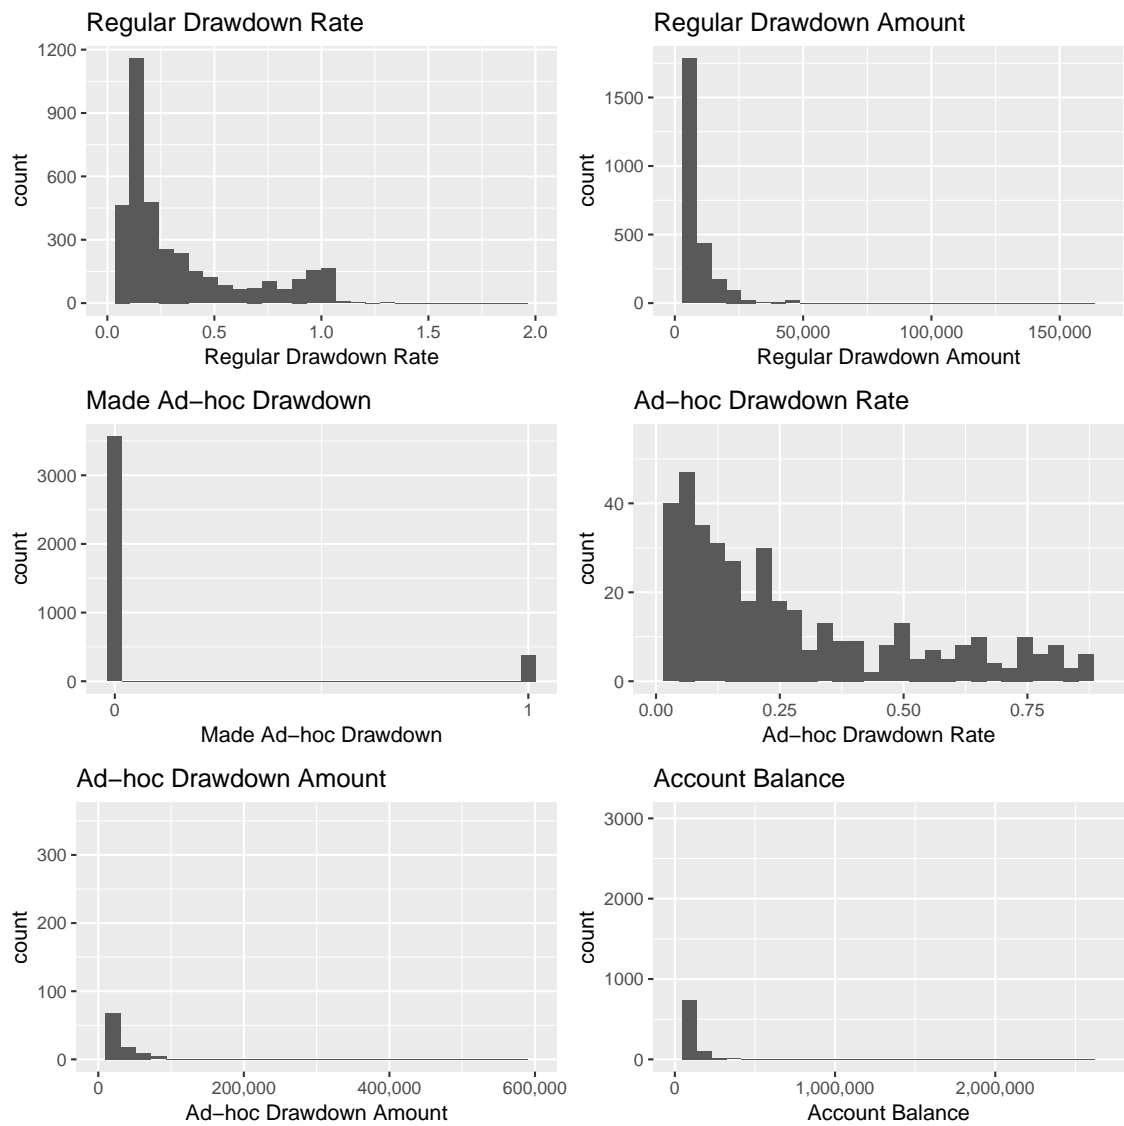 Regular Drawdown Rate
1200
900
600
300
0
count
0.0 0.5 1.0 1.5 2.0
Regular Drawdown Rate
Regular Drawdown Amount
1500
1000
500
0
count
0 50,000 100,000 150,000
Regular Drawdown Amount
Made Ad−hoc Drawdown
3000
2000
1000
0
count
0 1
Made Ad−hoc Drawdown
Ad−hoc Drawdown Rate
40
20
0
count
0.00 0.25 0.50 0.75
Ad−hoc Drawdown Rate
Ad−hoc Drawdown Amount
300
200
100
0
count
0 200,000 400,000 600,000
Ad−hoc Drawdown Amount
Account Balance
3000
2000
1000
0
count
0 1,000,000 2,000,000
Account Balance